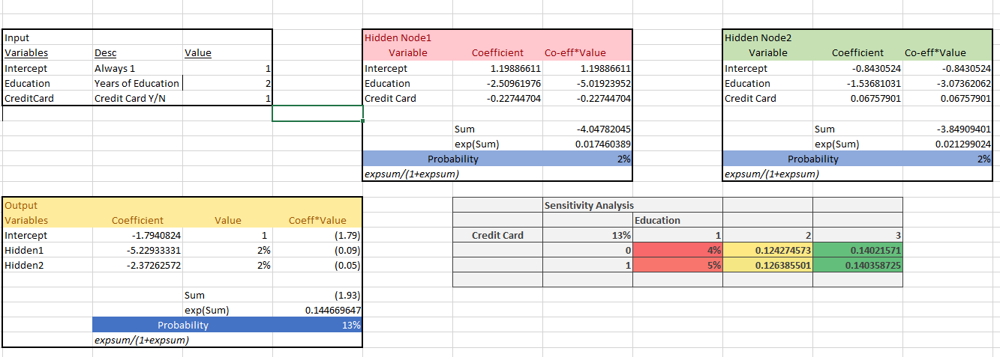 Input
Variables Desc Value
Intercept Always 1 1
Education Years of Education 2
CreditCard Credit Card Y/N 1
Hidden Node1
Variable Coefficient Co-eff*Value
Intercept 1.19886611 1.19886611
Education -2.50961976 -5.01923952
Credit Card -0.22744704 -0.22744704
Sum -4.04782045
exp(Sum) 0.017460389
Probability 2%
expsum/(1+expsum)
Hidden Node2
Variable Coefficient Co-eff*Value
Intercept -0.8430524 -0.8430524
Education -1.53681031 -3.07362062
Credit Card 0.06757901 0.06757901
Sum -3.84909401
exp(Sum) 0.021299024
Probability 2%
expsum/(1+expsum)
Output
Variables Coefficient Value Coeff*Value
Intercept -1.7940824 1 (1.79)
Hidden1 -5.22933331 2% (0.09)
Hidden2 -2.37262572 2% (0.05)
Sum (1.93)
exp(Sum) 0.144669647
Probability 13%
expsum/(1+expsum)
Sensitivity Analysis
Education
Credit Card 13% 1 2 3
0 4% 0.124274573 0.14021571
1 5% 0.126385501 0.140358725